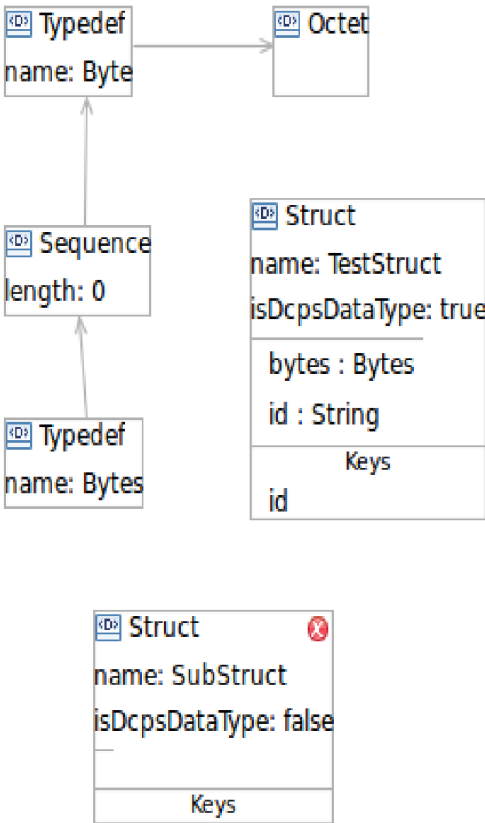 Typedef
name: Byte
Octet
Sequence
length: 0
Struct
name: TestStruct
isDcpsDataType: true
bytes : Bytes
id : String
Keys
id
Typedef
name: Bytes
Struct
name: SubStruct
isDcpsDataType: false
Keys